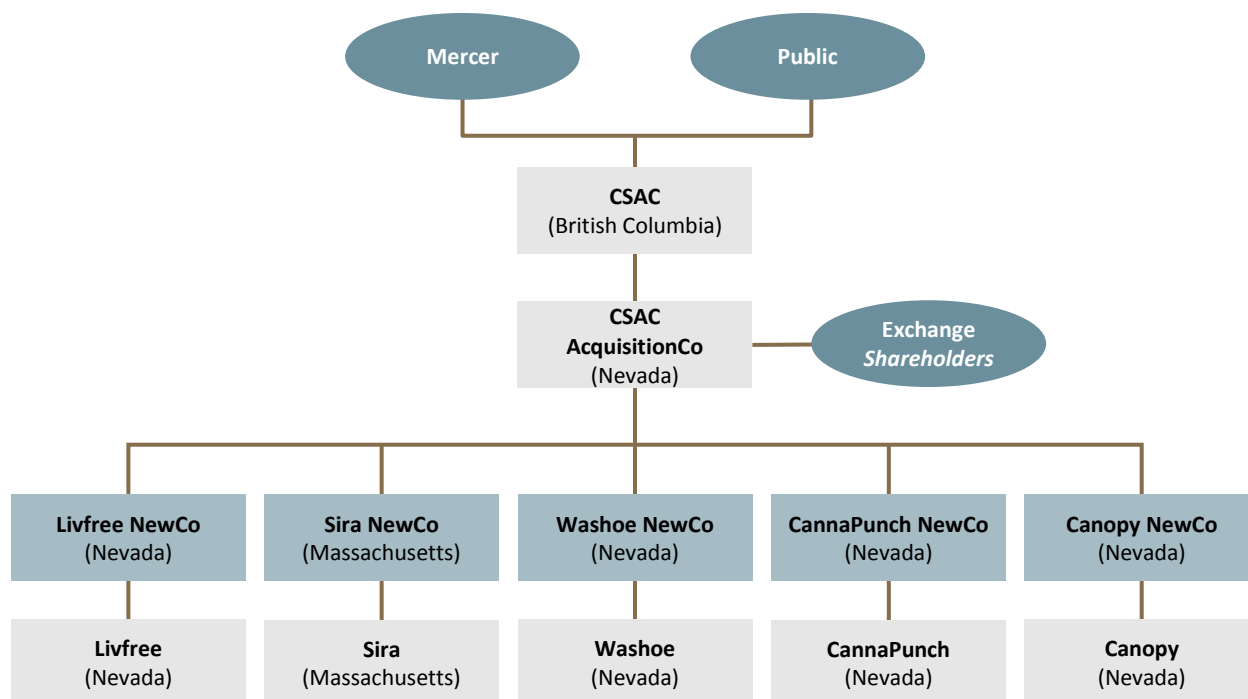 Mercer
Public
CSAC
(British Columbia)
CSAC
AcquisitionCo
(Nevada)
Exchange
Shareholders
Livfree NewCo
(Nevada)
Sira NewCo
(Massachusetts)
Washoe NewCo
(Nevada)
CannaPunch NewCo
(Nevada)
Canopy NewCo
(Nevada)
Livfree
(Nevada)
Sira
(Massachusetts)
Washoe
(Nevada)
CannaPunch
(Nevada)
Canopy
(Nevada)